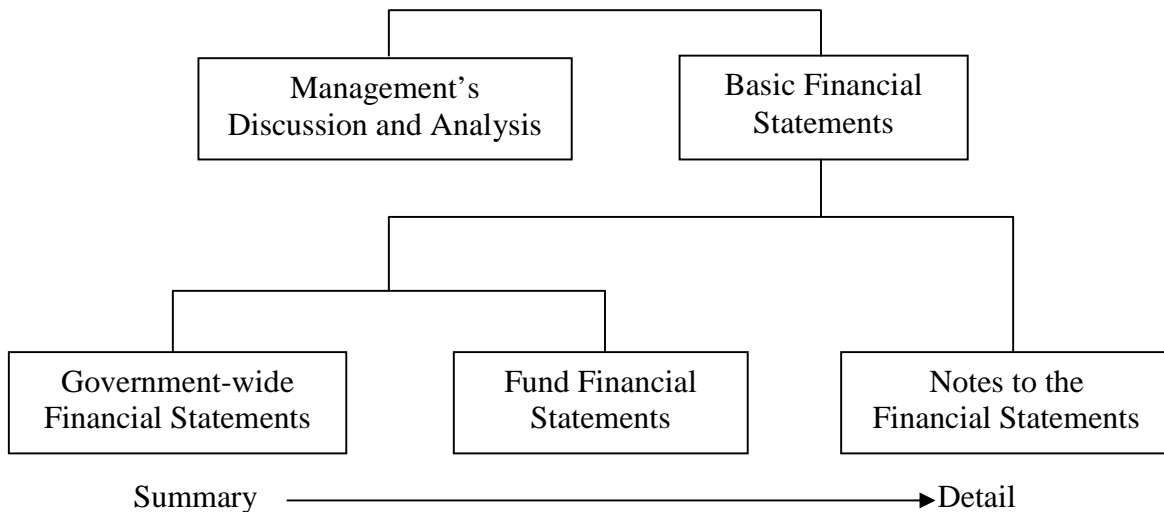 Management’s
Discussion and Analysis
Basic Financial
Statements
Government-wide
Financial Statements
Fund Financial
Statements
Notes to the
Financial Statements
Summary
Detail